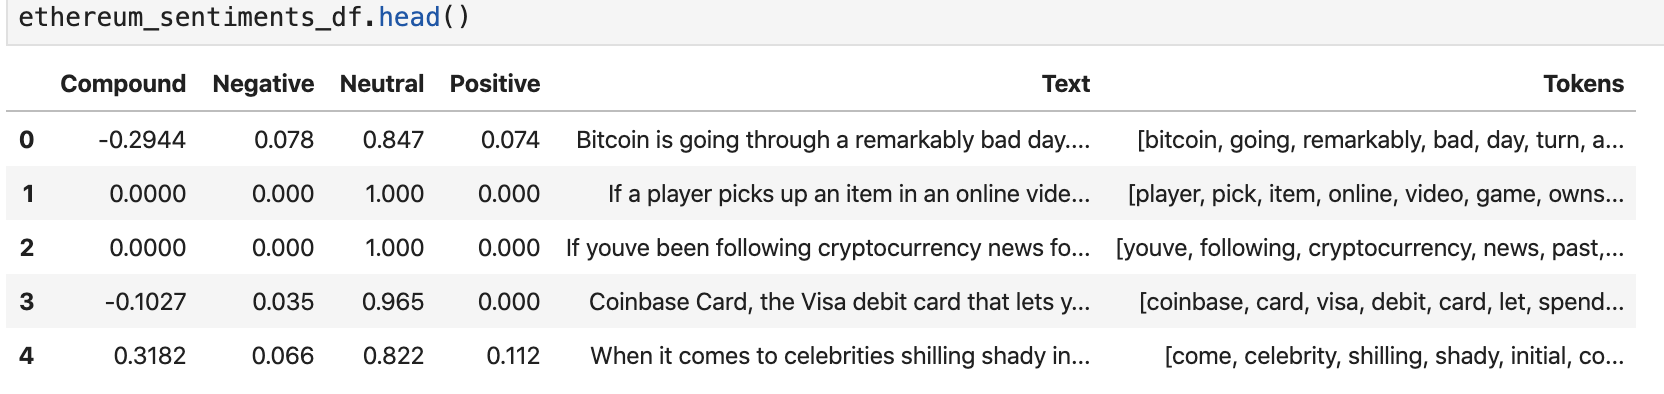 ethereum_sentiments_df.head()
Compound Negative Neutral Positive Text Tokens
0 -0.2944 0.078 0.847 0.074 Bitcoin is going through a remarkably bad day.... [bitcoin, going, remarkably, bad, day, turn, a...
1 0.0000 0.000 1.000 0.000 If a player picks up an item in an online vide... [player, pick, item, online, video, game, owns...
2 0.0000 0.000 1.000 0.000 If youve been following cryptocurrency news fo... [youve, following, cryptocurrency, news, past,...
3 -0.1027 0.035 0.965 0.000 Coinbase Card, the Visa debit card that lets y... [coinbase, card, visa, debit, card, let, spend...
4 0.3182 0.066 0.822 0.112 When it comes to celebrities shilling shady in... [come, celebrity, shilling, shady, initial, co...